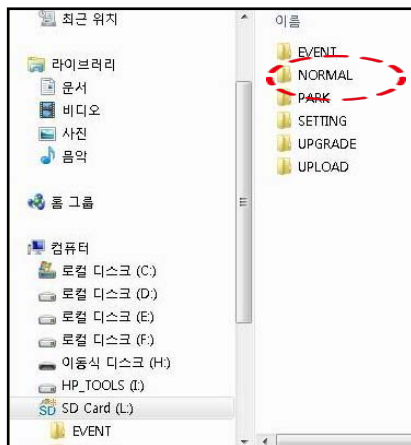 최근 위치
라이브러리
문서
비디오
사진
음악
홈 그룹
컴퓨터
로컬 디스크 (C:)
로컬 디스크 (D:)
로컬 디스크 (E:)
로컬 디스크 (F:)
이동식 디스크 (H:)
HP_TOOLS (I:)
SD Card (L:)
EVENT
이름
EVENT
NORMAL
PARK
SETTING
UPGRADE
UPLOAD